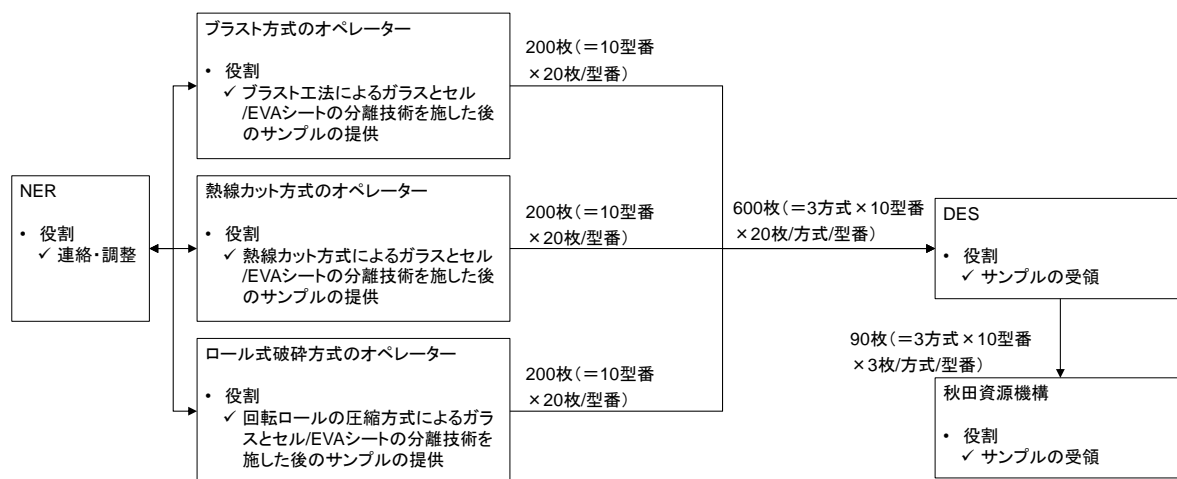 ブラスト方式のオペレーター
• 役割
✓ ブラスト工法によるガラスとセル
/EVAシートの分離技術を施した後
のサンプルの提供
200枚(=10型番
×20枚/型番)
NER
• 役割
✓ 連絡・調整
熱線カット方式のオペレーター
• 役割
✓ 熱線カット方式によるガラスとセル
/EVAシートの分離技術を施した後
のサンプルの提供
200枚(=10型番
×20枚/型番)
600枚(=3方式×10型番
×20枚/方式/型番)
DES
• 役割
✓ サンプルの受領
ロール式破砕方式のオペレーター
• 役割
✓ 回転ロールの圧縮方式によるガラ
スとセル/EVAシートの分離技術を
施した後のサンプルの提供
200枚(=10型番
×20枚/型番)
90枚(=3方式×10型番
×3枚/方式/型番)
秋田資源機構
• 役割
✓ サンプルの受領